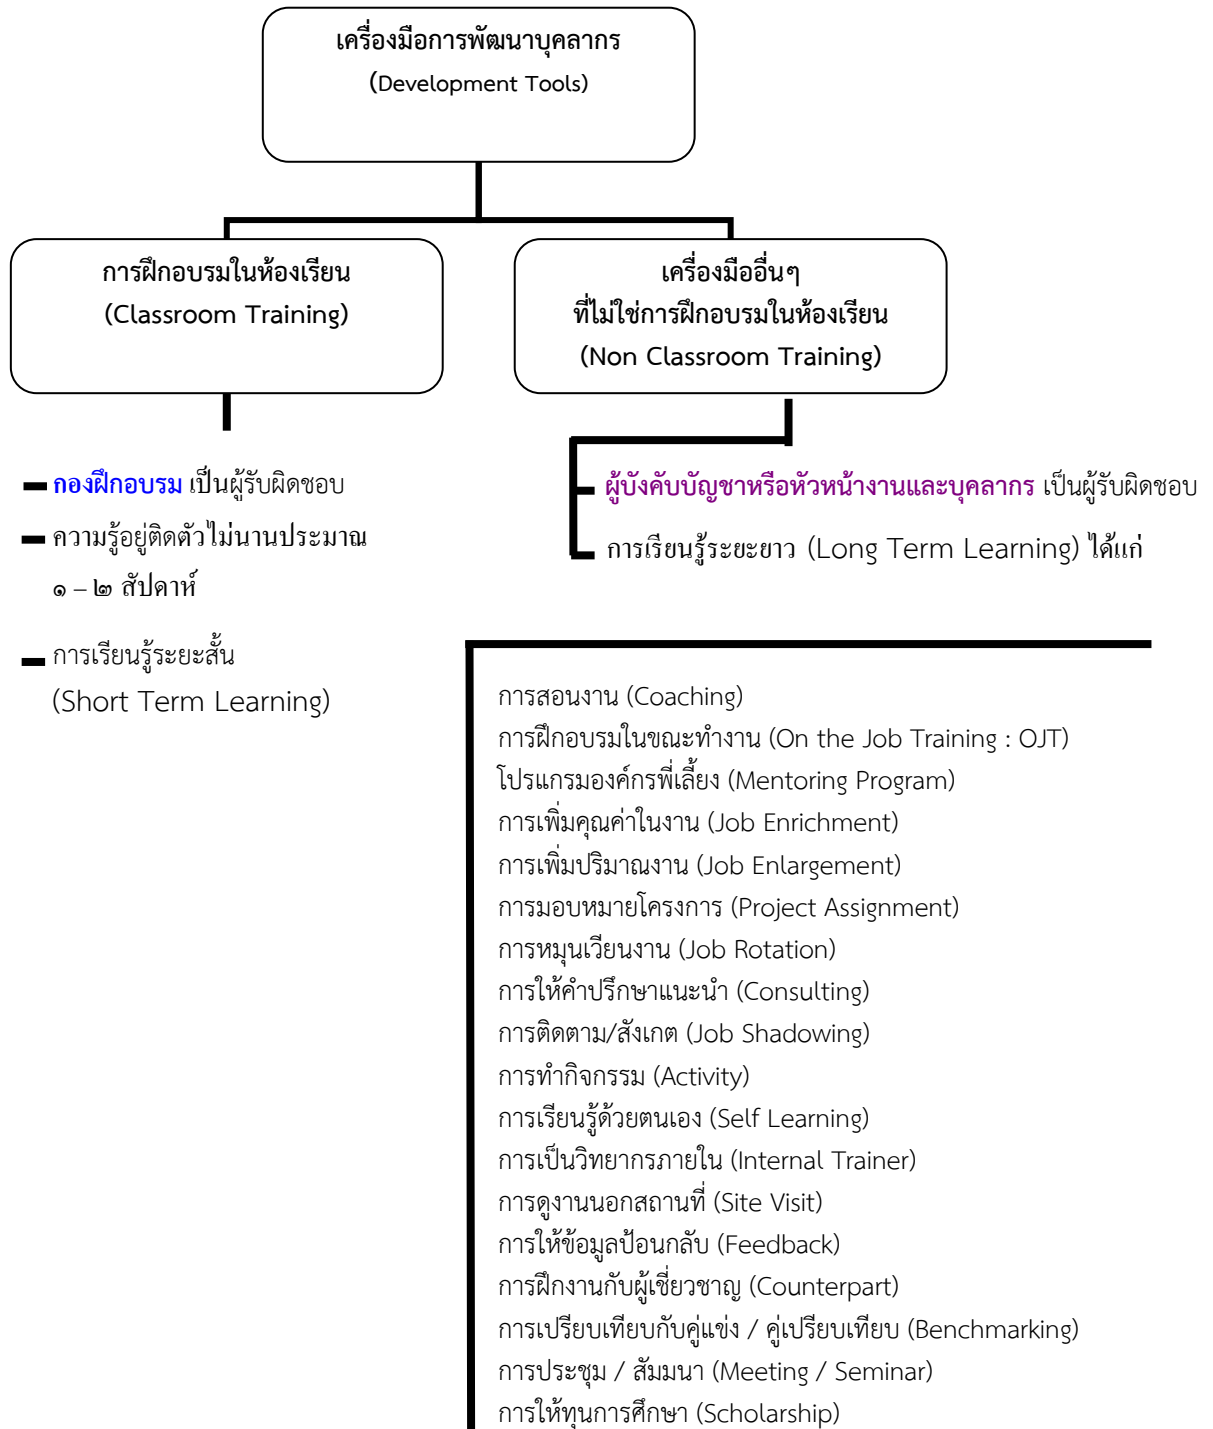 เครื่องมือการพัฒนาบุคลากร
(Development Tools)
การฝึกอบรมในห้องเรียน
(Classroom Training)
เครื่องมืออื่นๆ
ที่ไม่ใช่การฝึกอบรมในห้องเรียน
(Non Classroom Training)
กองฝึกอบรม เป็นผู้รับผิดชอบ
ความรู้อยู่ติดตัวไม่นานประมาณ
๑ – ๒ สัปดาห์
การเรียนรู้ระยะสั้น
(Short Term Learning)
ผู้บังคับบัญชาหรือหัวหน้างานและบุคลากร เป็นผู้รับผิดชอบ
การเรียนรู้ระยะยาว (Long Term Learning) ได้แก่
การสอนงาน (Coaching)
การฝึกอบรมในขณะทำงาน (On the Job Training : OJT)
โปรแกรมองค์กรพี่เลี้ยง (Mentoring Program)
การเพิ่มคุณค่าในงาน (Job Enrichment)
การเพิ่มปริมาณงาน (Job Enlargement)
การมอบหมายโครงการ (Project Assignment)
การหมุนเวียนงาน (Job Rotation)
การให้คำปรึกษาแนะนำ (Consulting)
การติดตาม/สังเกต (Job Shadowing)
การทำกิจกรรม (Activity)
การเรียนรู้ด้วยตนเอง (Self Learning)
การเป็นวิทยากรภายใน (Internal Trainer)
การดูงานนอกสถานที่ (Site Visit)
การให้ข้อมูลป้อนกลับ (Feedback)
การฝึกงานกับผู้เชี่ยวชาญ (Counterpart)
การเปรียบเทียบกับคู่แข่ง / คู่เปรียบเทียบ (Benchmarking)
การประชุม / สัมมนา (Meeting / Seminar)
การให้ทุนการศึกษา (Scholarship)